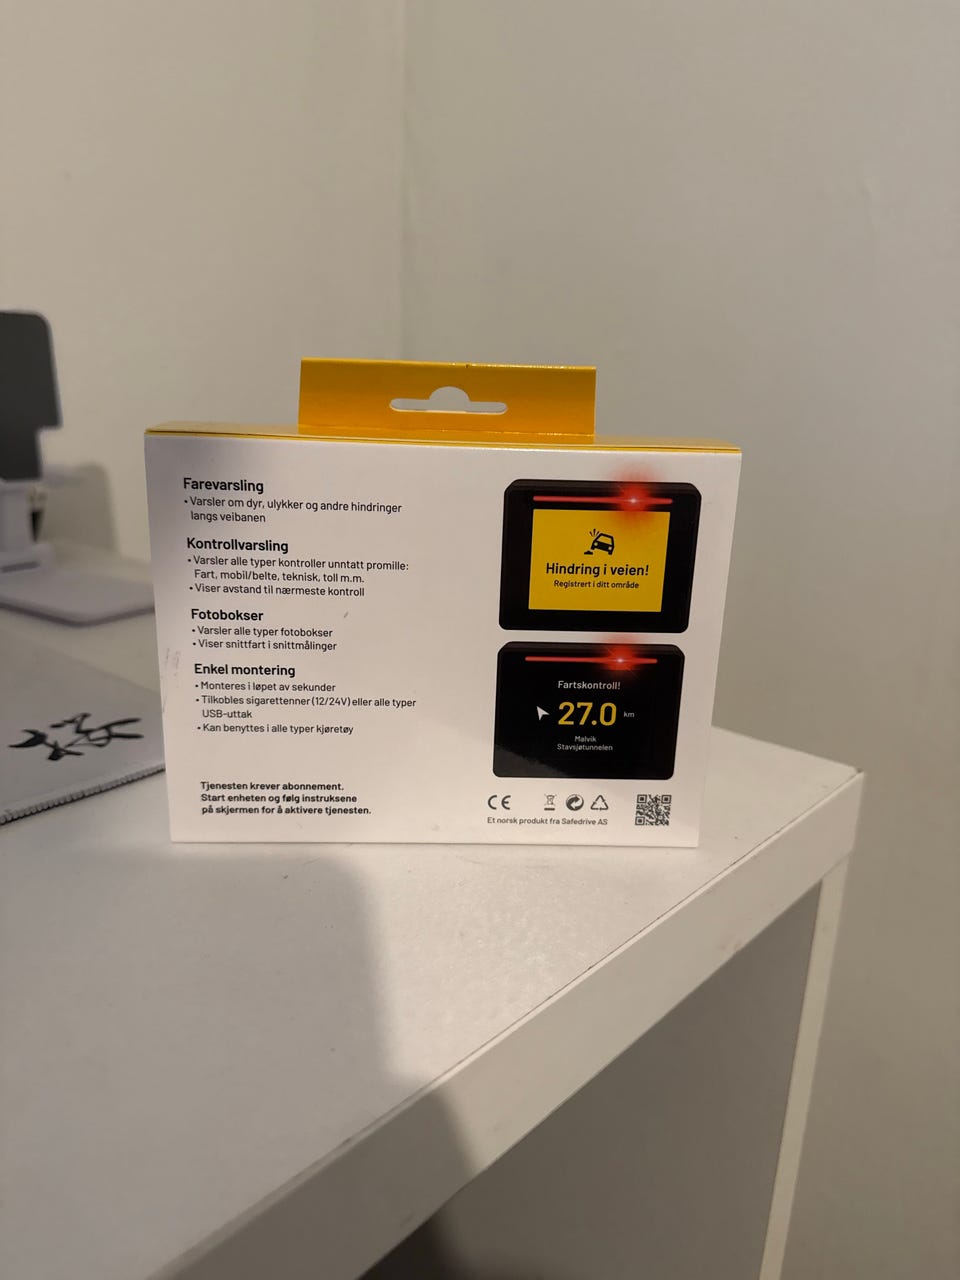 Farevarsling
• Varsler om dyr, ulykker og andre hindringer
langs veibanen
Kontrollvarsling
• Varsler alle typer kontroller unntatt promille:
Fart, mobil/belte, teknisk, toll m.m.
• Viser avstand til nærmeste kontroll
Fotobokser
• Varsler alle typer fotobokser
• Viser snittfart i snittmålinger
Enkel montering
• Monteres i løpet av sekunder
• Tilkobles sigarettenner (12/24V) eller alle typer
USB-uttak
• Kan benyttes i alle typer kjøretøy
Tjenesten krever abonnement.
Start enheten og følg instruksene
på skjermen for å aktivere tjenesten.
Hindring i veien!
Registrert i ditt område
Fartskontroll!
27.0 km
Malvik
Stavsjøtunnelen
CE
Et norsk produkt fra Safedrive AS